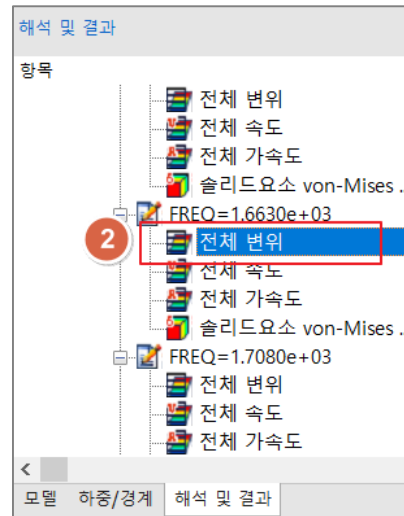 해석 및 결과
항목
전체 변위
전체 속도
전체 가속도
솔리드요소 von-Mises ..
FREQ=1.6630e+03
2
전체 변위
전체 속도
전체 가속도
솔리드요소 von-Mises ..
FREQ=1.7080e+03
전체 변위
전체 속도
전체 가속도
모델 하중/경계 해석 및 결과